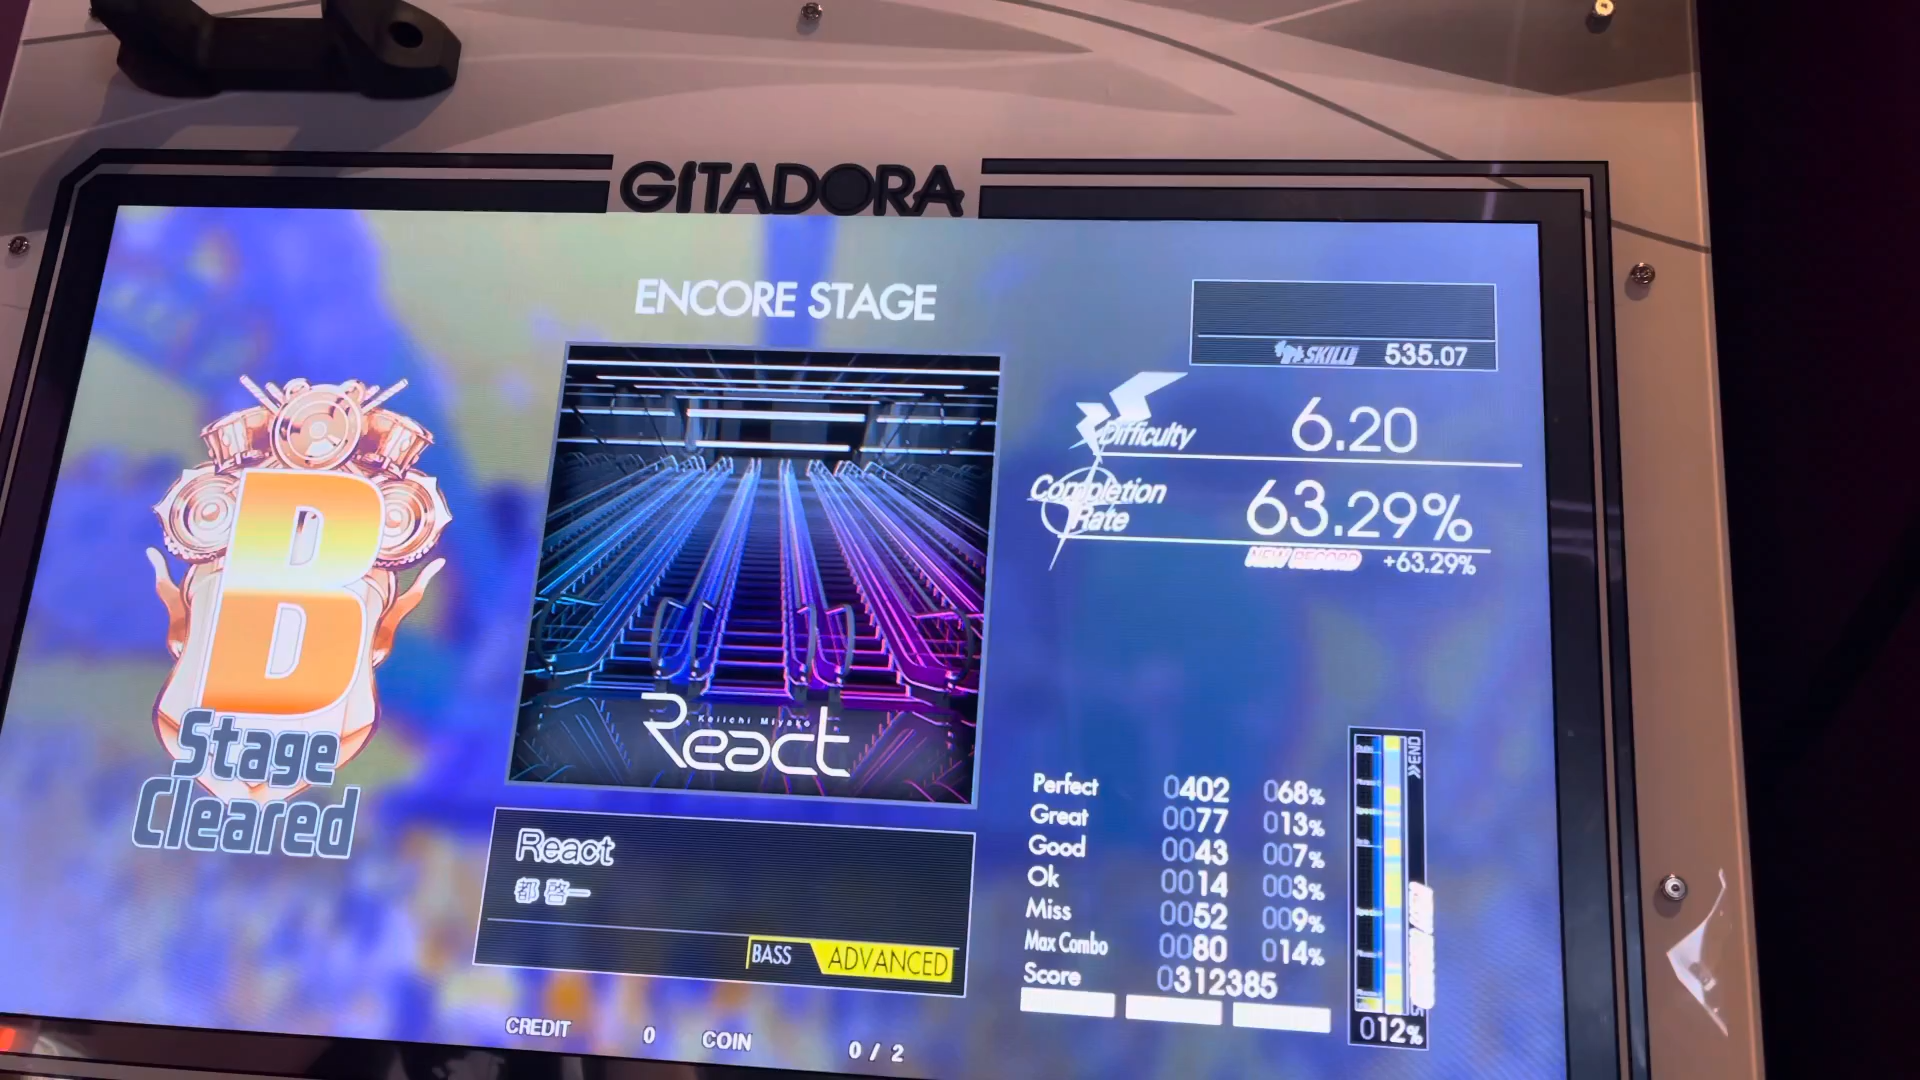 GITADORA
ENCORE STAGE
SKILL 535.07
Difficulty 6.20
Completion Rate 63.29%
NEW RECORD +63.29%
B
Stage
Cleared
Keiichi Miyako
React
React
都 啓一
BASS ADVANCED
Perfect 0402 068%
Great 0077 013%
Good 0043 007%
Ok 0014 003%
Miss 0052 009%
Max Combo 0080 014%
Score 0312385
END
012%
CREDIT 0 COIN 0 / 2